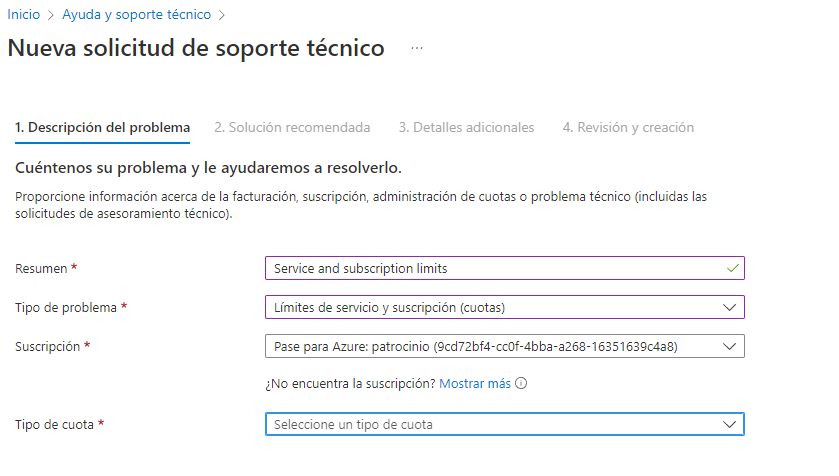 Inicio > Ayuda y soporte técnico >
Nueva solicitud de soporte técnico ...
1. Descripción del problema 2. Solución recomendada 3. Detalles adicionales 4. Revisión y creación
Cuéntenos su problema y le ayudaremos a resolverlo.
Proporcione información acerca de la facturación, suscripción, administración de cuotas o problema técnico (incluidas las
solicitudes de asesoramiento técnico).
Resumen * Service and subscription limits
Tipo de problema * Límites de servicio y suscripción (cuotas)
Suscripción * Pase para Azure: patrocinio (9cd72bf4-cc0f-4bba-a268-16351639c4a8)
¿No encuentra la suscripción? Mostrar más
Tipo de cuota * Seleccione un tipo de cuota